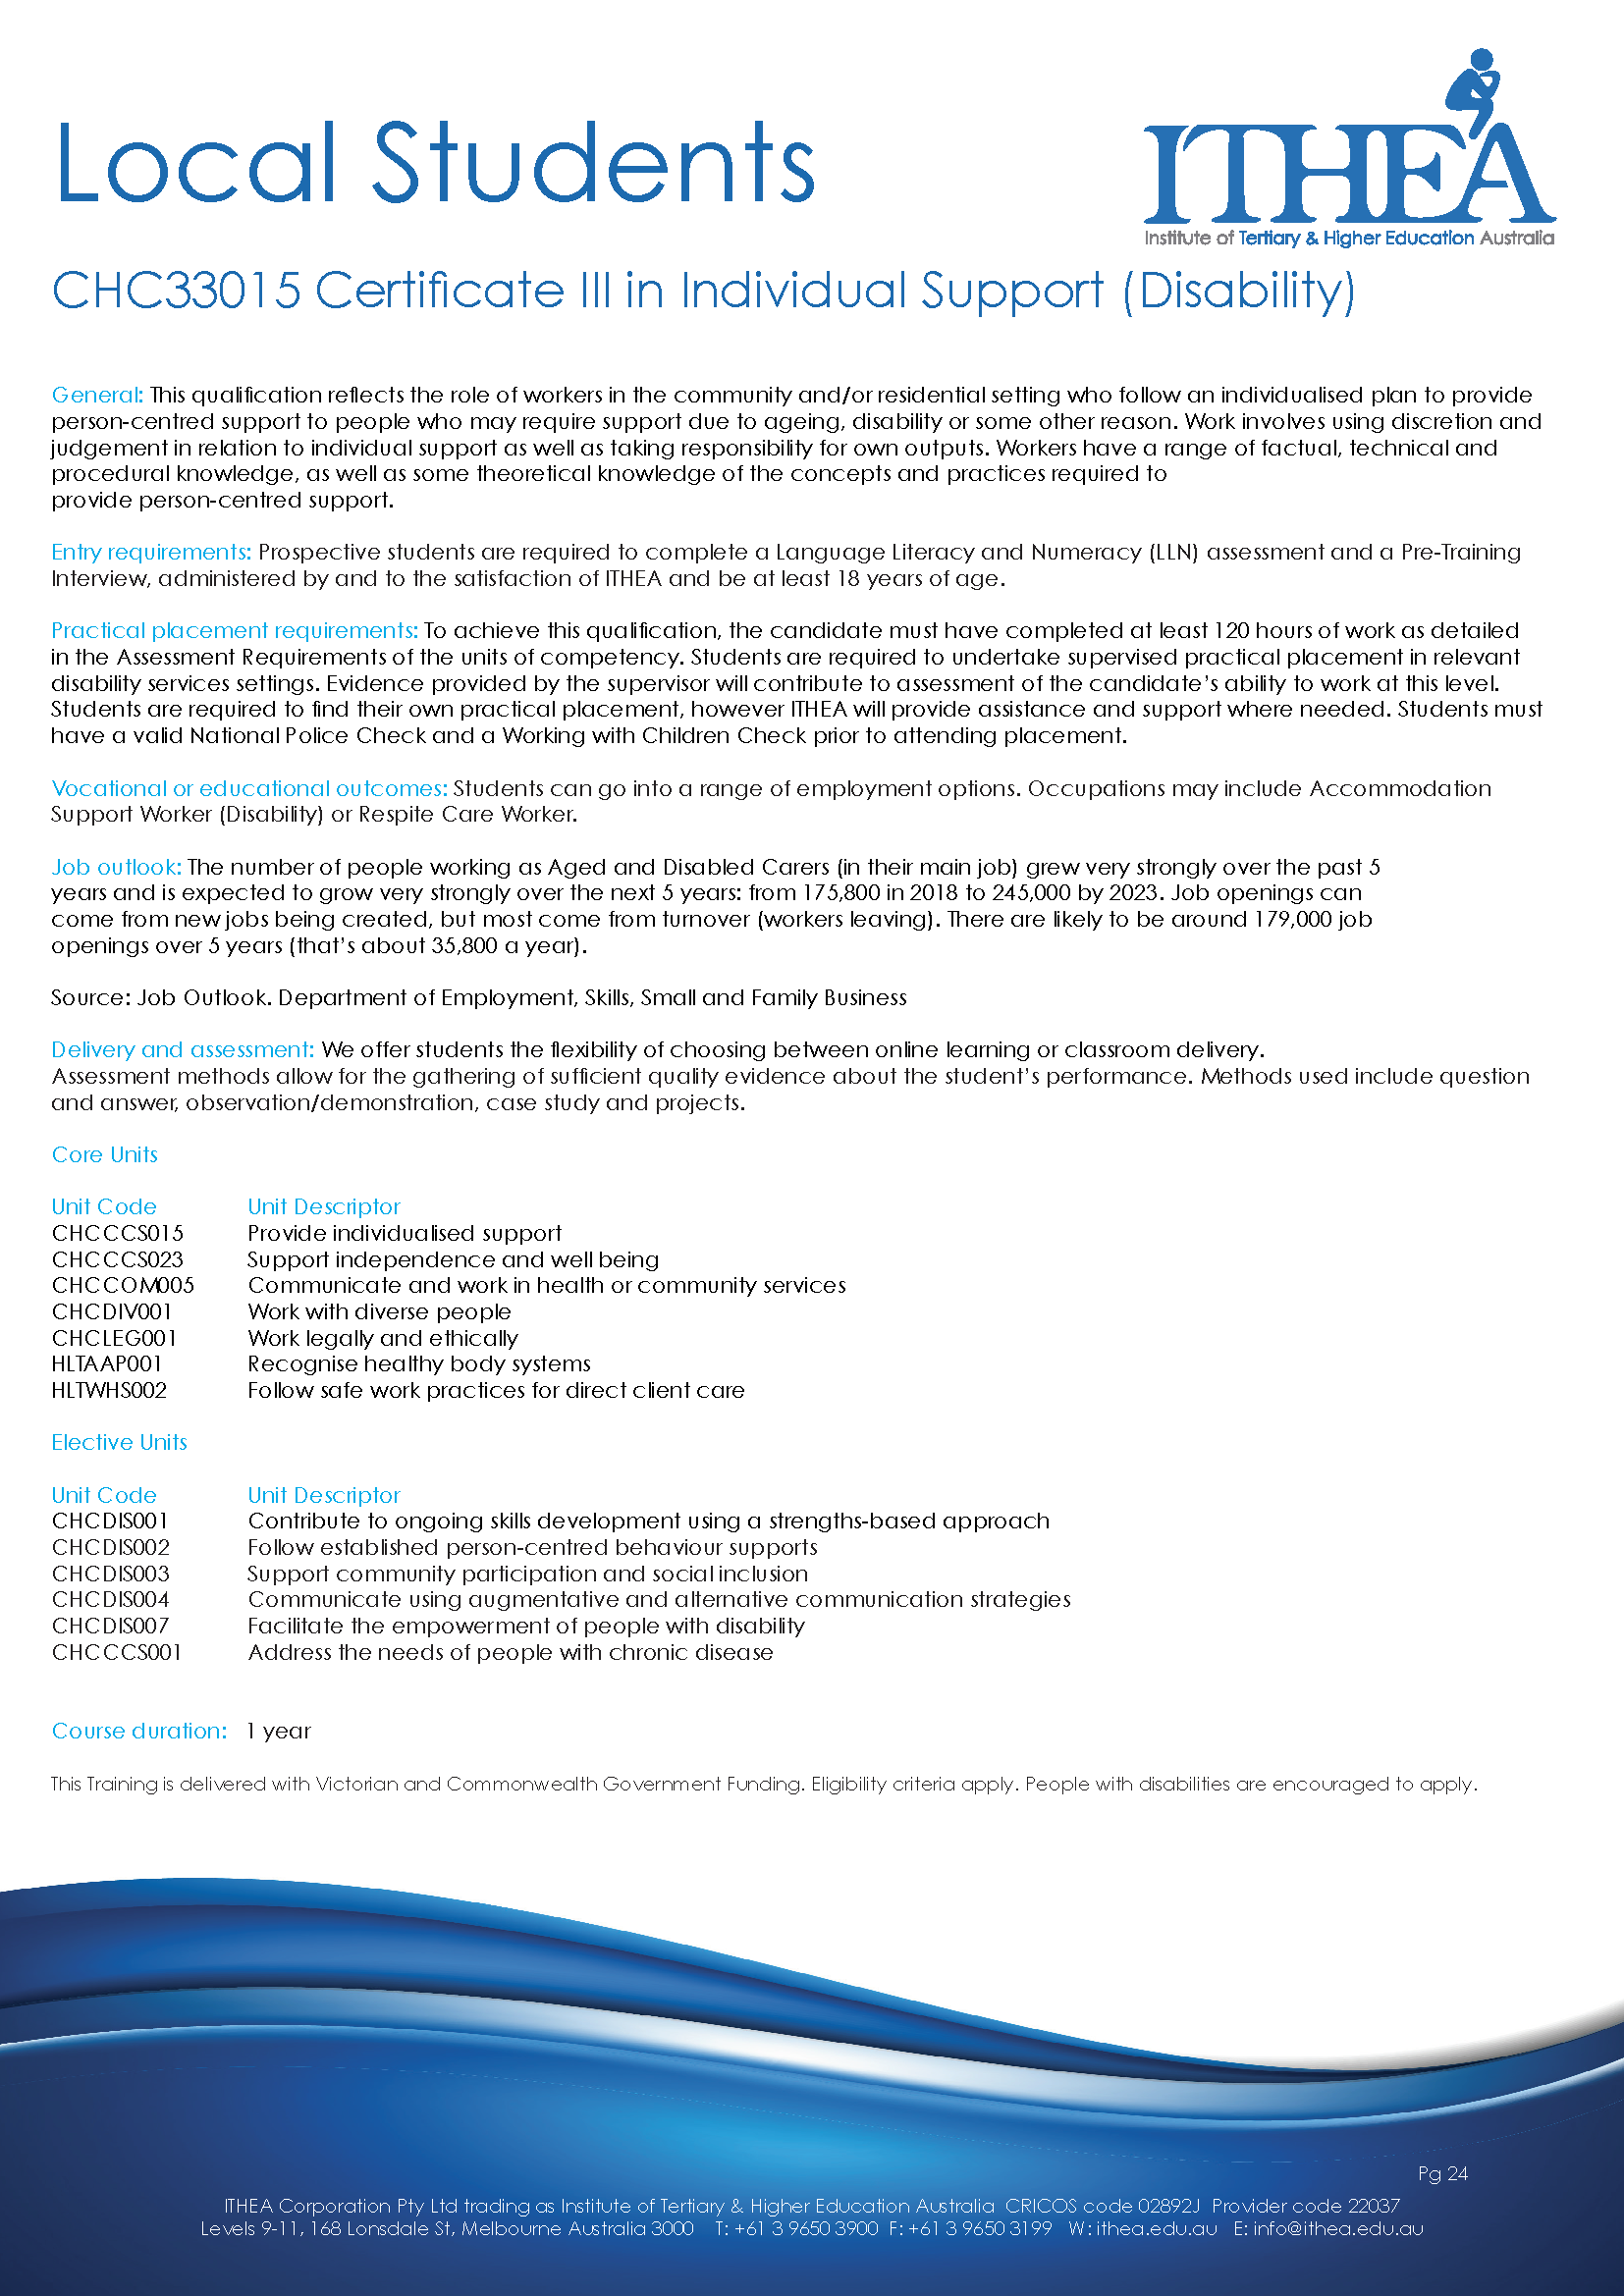 Local Students
ITHEA
Institute of Tertiary & Higher Education Australia
CHC33015 Certificate III in Individual Support (Disability)
General: This qualification reflects the role of workers in the community and/or residential setting who follow an individualised plan to provide
person-centred support to people who may require support due to ageing, disability or some other reason. Work involves using discretion and
judgement in relation to individual support as well as taking responsibility for own outputs. Workers have a range of factual, technical and
procedural knowledge, as well as some theoretical knowledge of the concepts and practices required to
provide person-centred support.
Entry requirements: Prospective students are required to complete a Language Literacy and Numeracy (LLN) assessment and a Pre-Training
Interview, administered by and to the satisfaction of ITHEA and be at least 18 years of age.
Practical placement requirements: To achieve this qualification, the candidate must have completed at least 120 hours of work as detailed
in the Assessment Requirements of the units of competency. Students are required to undertake supervised practical placement in relevant
disability services settings. Evidence provided by the supervisor will contribute to assessment of the candidate's ability to work at this level.
Students are required to find their own practical placement, however ITHEA will provide assistance and support where needed. Students must
have a valid National Police Check and a Working with Children Check prior to attending placement.
Vocational or educational outcomes: Students can go into a range of employment options. Occupations may include Accommodation
Support Worker (Disability) or Respite Care Worker.
Job outlook: The number of people working as Aged and Disabled Carers (in their main job) grew very strongly over the past 5
years and is expected to grow very strongly over the next 5 years: from 175,800 in 2018 to 245,000 by 2023. Job openings can
come from new jobs being created, but most come from turnover (workers leaving). There are likely to be around 179,000 job
openings over 5 years (that's about 35,800 a year).
Source: Job Outlook. Department of Employment, Skills, Small and Family Business
Delivery and assessment: We offer students the flexibility of choosing between online learning or classroom delivery.
Assessment methods allow for the gathering of sufficient quality evidence about the student's performance. Methods used include question
and answer, observation/demonstration, case study and projects.
Core Units
Unit Code Unit Descriptor
CHCCCS015 Provide individualised support
CHCCCS023 Support independence and well being
CHCCOM005 Communicate and work in health or community services
CHCDIV001 Work with diverse people
CHCLEG001 Work legally and ethically
HLTAAP001 Recognise healthy body systems
HLTWHS002 Follow safe work practices for direct client care
Elective Units
Unit Code Unit Descriptor
CHCDIS001 Contribute to ongoing skills development using a strengths-based approach
CHCDIS002 Follow established person-centred behaviour supports
CHCDIS003 Support community participation and social inclusion
CHCDIS004 Communicate using augmentative and alternative communication strategies
CHCDIS007 Facilitate the empowerment of people with disability
CHCCCS001 Address the needs of people with chronic disease
Course duration: 1 year
This Training is delivered with Victorian and Commonwealth Government Funding. Eligibility criteria apply. People with disabilities are encouraged to apply.
Pg 24
ITHEA Corporation Pty Ltd trading as Institute of Tertiary & Higher Education Australia CRICOS code 02892J Provider code 22037
Levels 9-11, 168 Lonsdale St, Melbourne Australia 3000 T: +61 3 9650 3900 F: +61 3 9650 3199 W: ithea.edu.au E: info@ithea.edu.au